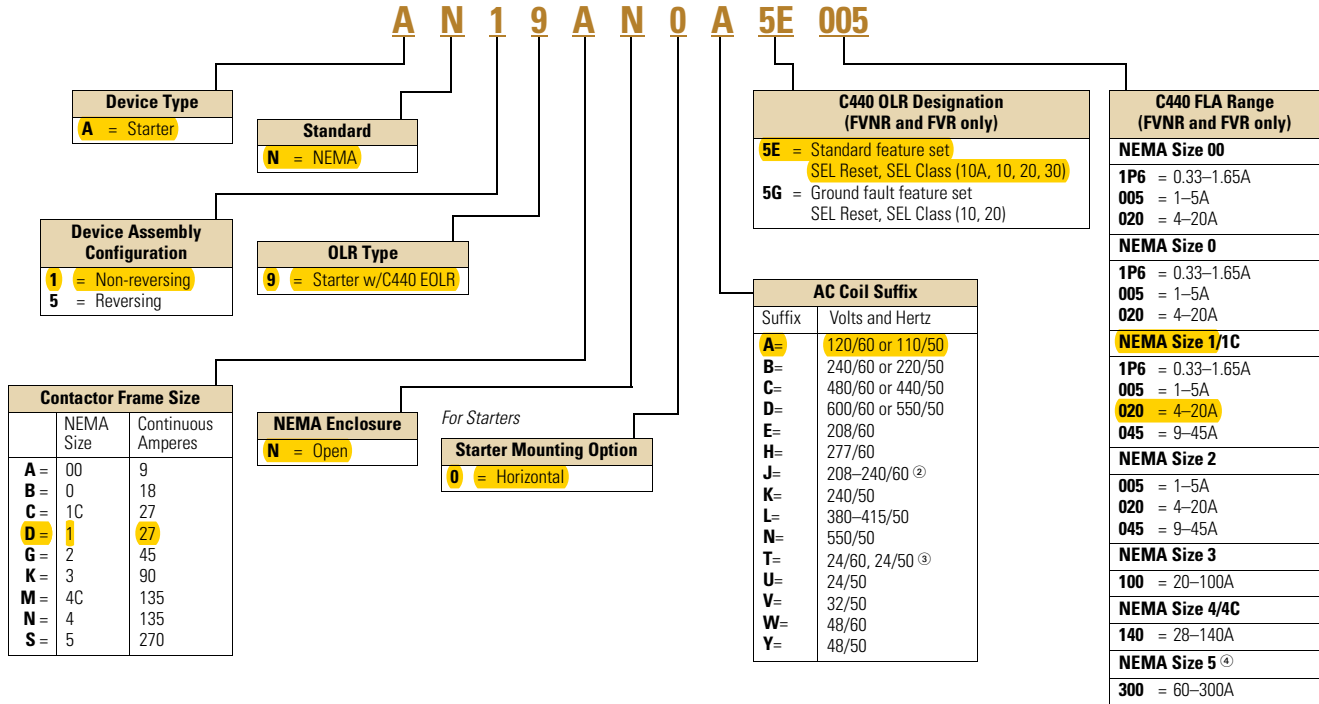 A N 1 9 A N 0 A 5E 005
Device Type
A = Starter
Standard
N = NEMA
Device Assembly
Configuration
1 = Non-reversing
5 = Reversing
OLR Type
9 = Starter w/C440 EOLR
Contactor Frame Size
NEMA Size Continuous Amperes
A = 00 9
B = 0 18
C = 1C 27
D = 1 27
G = 2 45
K = 3 90
M = 4C 135
N = 4 135
S = 5 270
NEMA Enclosure
N = Open
For Starters
Starter Mounting Option
0 = Horizontal
C440 OLR Designation
(FVNR and FVR only)
5E = Standard feature set
SEL Reset, SEL Class (10A, 10, 20, 30)
5G = Ground fault feature set
SEL Reset, SEL Class (10, 20)
AC Coil Suffix
Suffix Volts and Hertz
A= 120/60 or 110/50
B= 240/60 or 220/50
C= 480/60 or 440/50
D= 600/60 or 550/50
E= 208/60
H= 277/60
J= 208–240/60 ②
K= 240/50
L= 380–415/50
N= 550/50
T= 24/60, 24/50 ③
U= 24/50
V= 32/50
W= 48/60
Y= 48/50
C440 FLA Range
(FVNR and FVR only)
NEMA Size 00
1P6 = 0.33–1.65A
005 = 1–5A
020 = 4–20A
NEMA Size 0
1P6 = 0.33–1.65A
005 = 1–5A
020 = 4–20A
NEMA Size 1/1C
1P6 = 0.33–1.65A
005 = 1–5A
020 = 4–20A
045 = 9–45A
NEMA Size 2
005 = 1–5A
020 = 4–20A
045 = 9–45A
NEMA Size 3
100 = 20–100A
NEMA Size 4/4C
140 = 28–140A
NEMA Size 5 ④
300 = 60–300A